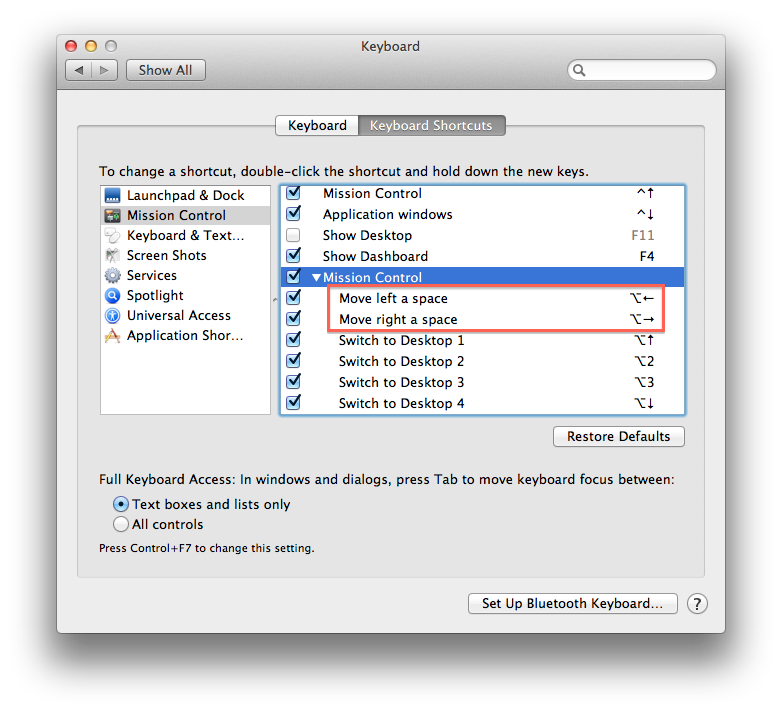 Keyboard
Show All
Keyboard Keyboard Shortcuts
To change a shortcut, double-click the shortcut and hold down the new keys.
Launchpad & Dock
Mission Control
Keyboard & Text...
Screen Shots
Services
Spotlight
Universal Access
Application Shor...
Mission Control ^↑
Application windows ^↓
Show Desktop F11
Show Dashboard F4
▼Mission Control
Move left a space ⌥←
Move right a space ⌥→
Switch to Desktop 1 ⌥↑
Switch to Desktop 2 ⌥2
Switch to Desktop 3 ⌥3
Switch to Desktop 4 ⌥↓
Restore Defaults
Full Keyboard Access: In windows and dialogs, press Tab to move keyboard focus between:
Text boxes and lists only
All controls
Press Control+F7 to change this setting.
Set Up Bluetooth Keyboard... ?